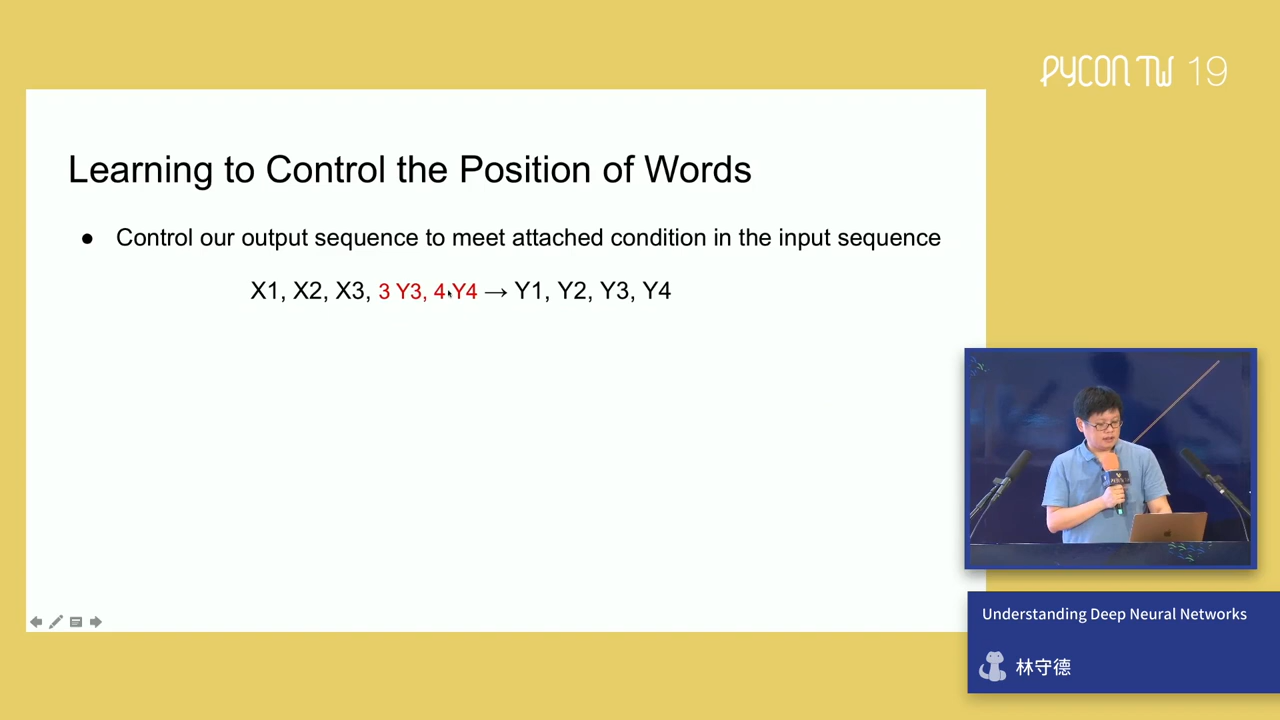 PYCON TW 19
Learning to Control the Position of Words
● Control our output sequence to meet attached condition in the input sequence
X1, X2, X3, 3 Y3, 4 Y4 → Y1, Y2, Y3, Y4
Understanding Deep Neural Networks
林守德